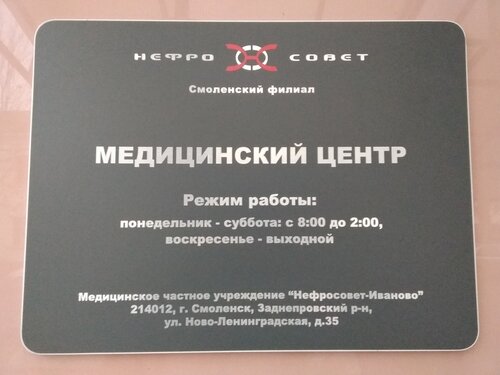 НЕФРО СОВЕТ
Смоленский филиал
МЕДИЦИНСКИЙ ЦЕНТР
Режим работы:
понедельник - суббота: с 8:00 до 2:00,
воскресенье - выходной
Медицинское частное учреждение “Нефросовет-Иваново”
214012, г. Смоленск, Заднепровский р-н,
ул. Ново-Ленинградская, д.35